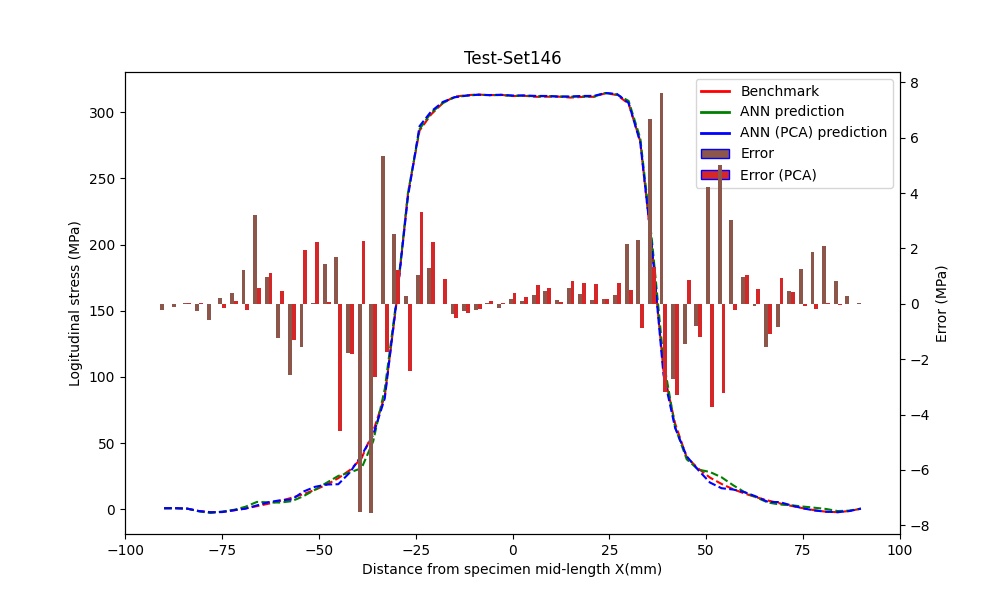 Test-Set146
Benchmark
ANN prediction
ANN (PCA) prediction
Error
Error (PCA)
Logitudinal stress (MPa)
300
250
200
150
100
50
0
8
6
4
2
0
−2
−4
−6
−8
Error (MPa)
−100 −75 −50 −25 0 25 50 75 100
Distance from specimen mid-length X(mm)